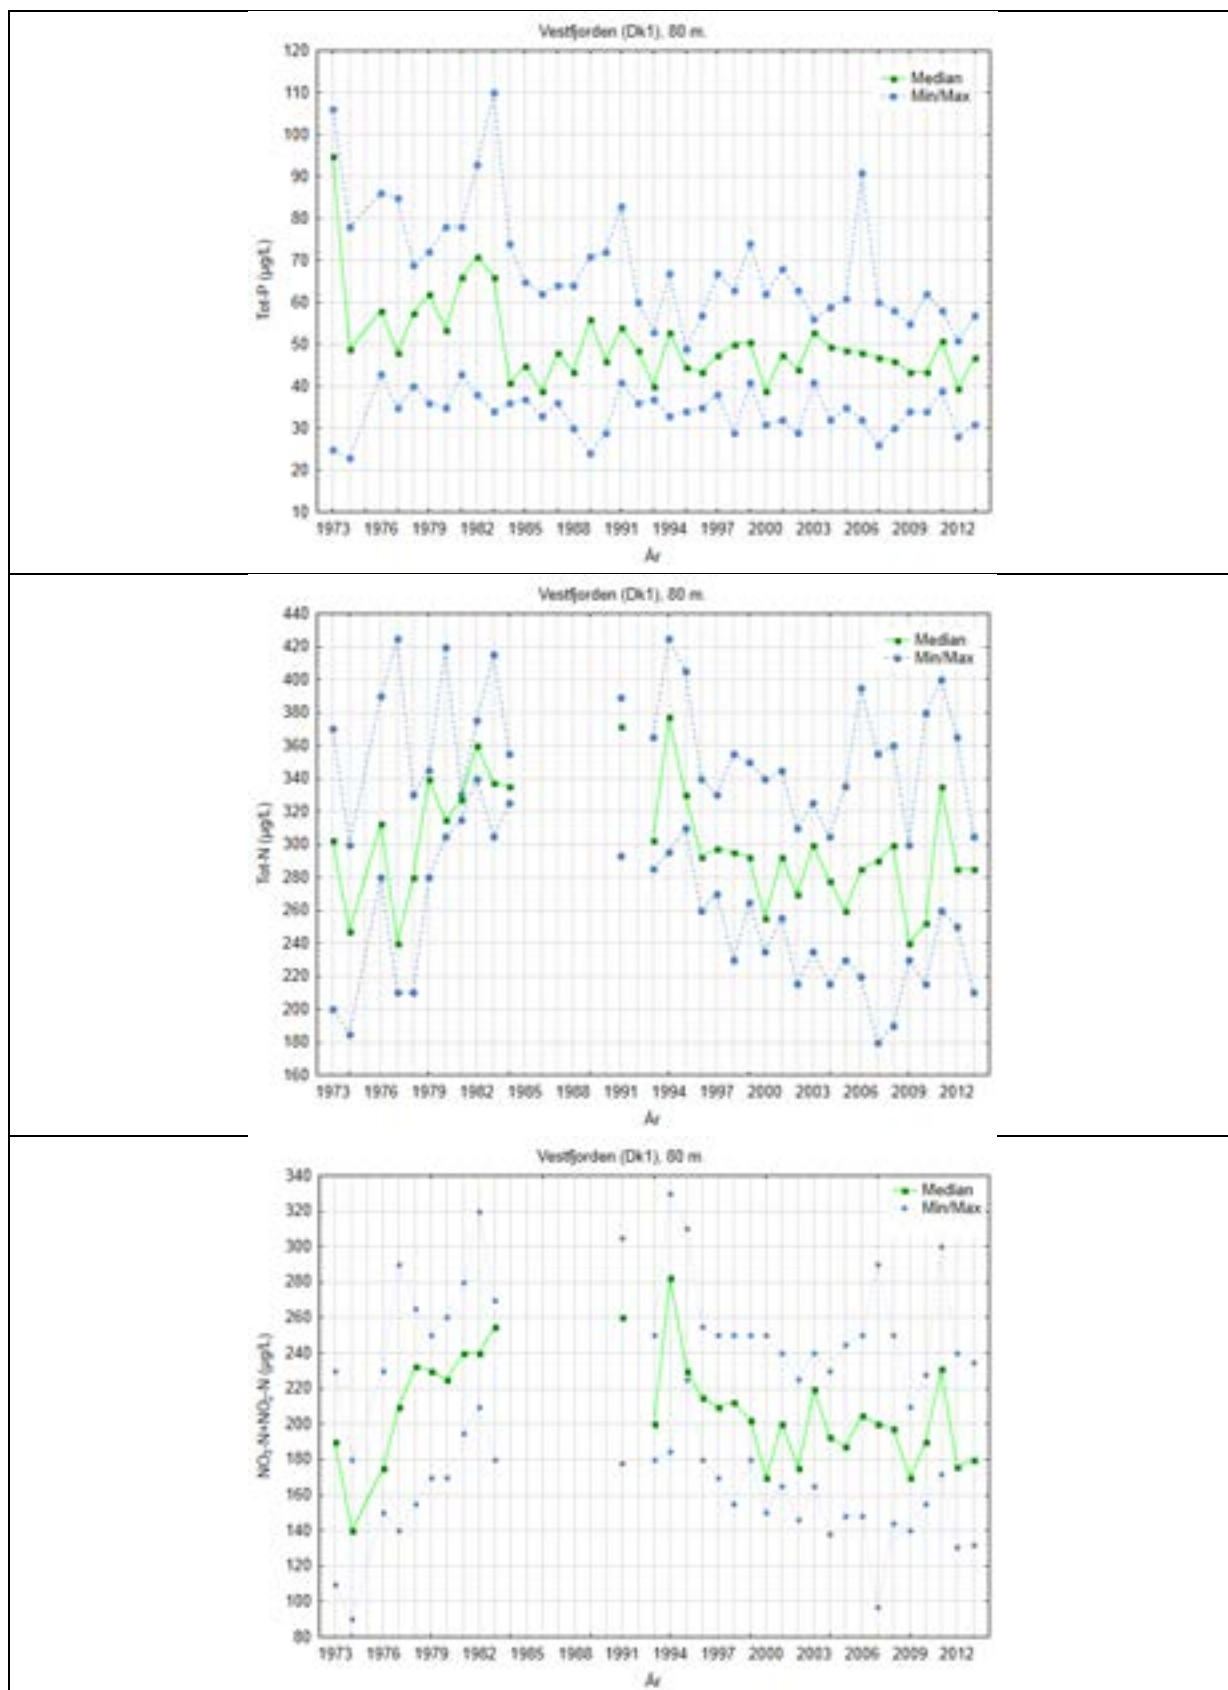 Vestfjorden (Dk1), 80 m.
Median
Min/Max
120
110
100
90
80
70
60
50
40
30
20
10
Tot-P (µg/L)
1973 1976 1979 1982 1985 1988 1991 1994 1997 2000 2003 2006 2009 2012
År
Vestfjorden (Dk1), 80 m.
Median
Min/Max
440
420
400
380
360
340
320
300
280
260
240
220
200
180
160
Tot-N (µg/L)
1973 1976 1979 1982 1985 1988 1991 1994 1997 2000 2003 2006 2009 2012
År
Vestfjorden (Dk1), 80 m.
Median
Min/Max
340
320
300
280
260
240
220
200
180
160
140
120
100
80
NO₃-N+NO₂-N (µg/L)
1973 1976 1979 1982 1985 1988 1991 1994 1997 2000 2003 2006 2009 2012
År